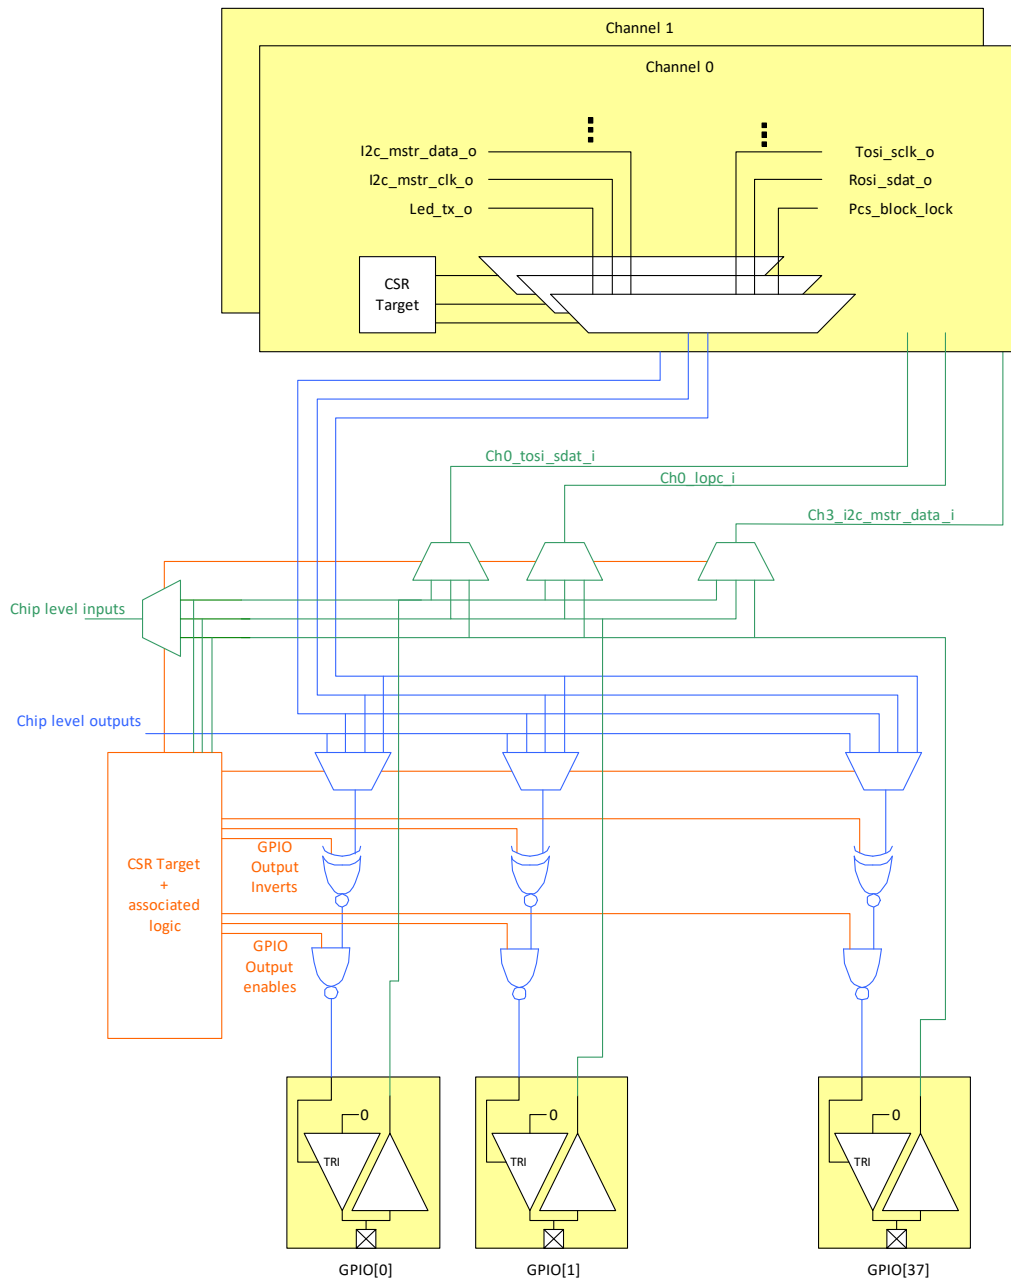 Channel 1
Channel 0
I2c_mstr_data_o
Tosi_sclk_o
I2c_mstr_clk_o
Rosi_sdat_o
Led_tx_o
Pcs_block_lock
CSR
Target
Ch0_tosi_sdat_i
Ch0_lopc_i
Ch3_i2c_mstr_data_i
Chip level inputs
Chip level outputs
GPIO
Output
Inverts
CSR Target
+
associated
logic
GPIO
Output
enables
0
0
0
TRI
TRI
TRI
GPIO[0]
GPIO[1]
GPIO[37]